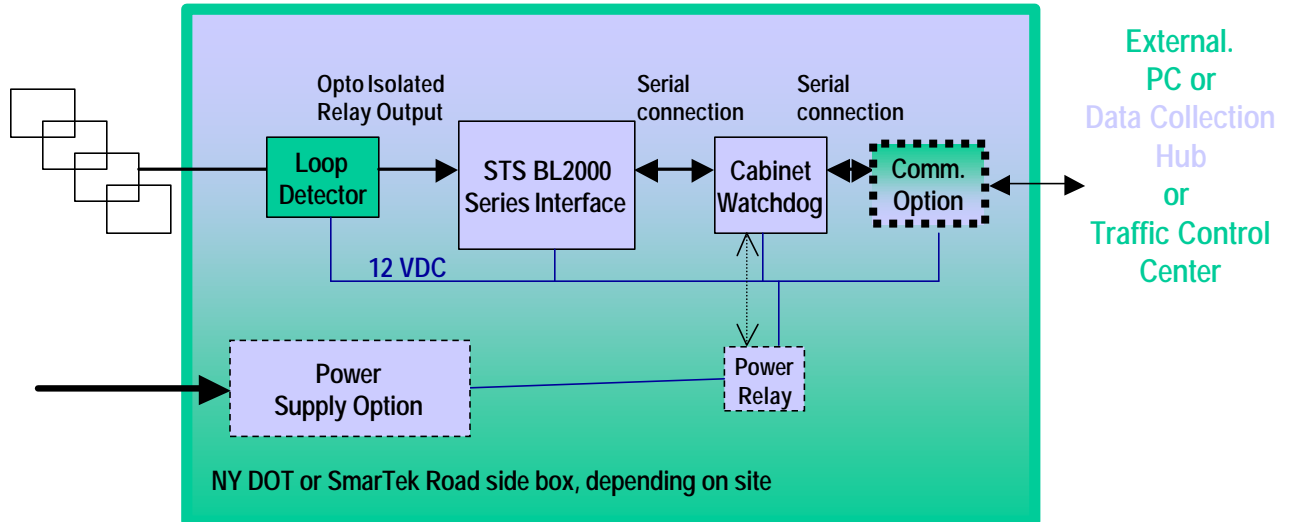 External.
PC or
Data Collection
Hub
or
Traffic Control
Center
Opto Isolated
Relay Output
Serial
connection
Serial
connection
Loop
Detector
STS BL2000
Series Interface
Cabinet
Watchdog
Comm.
Option
12 VDC
Power
Supply Option
Power
Relay
NY DOT or SmarTek Road side box, depending on site